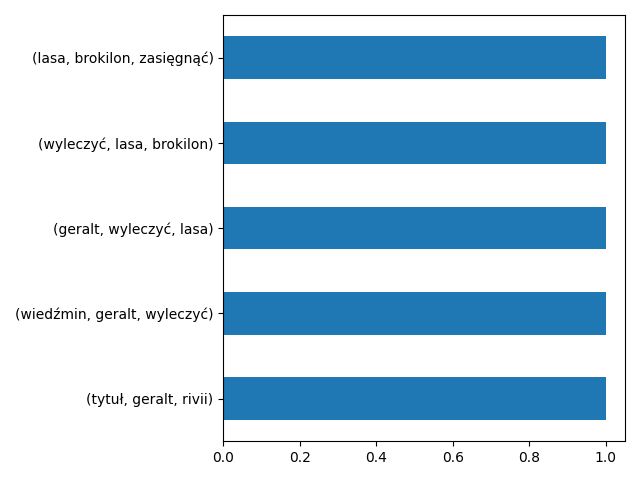 (lasa, brokilon, zasięgnąć)
(wyleczyć, lasa, brokilon)
(geralt, wyleczyć, lasa)
(wiedźmin, geralt, wyleczyć)
(tytuł, geralt, rivii)
0.0 0.2 0.4 0.6 0.8 1.0